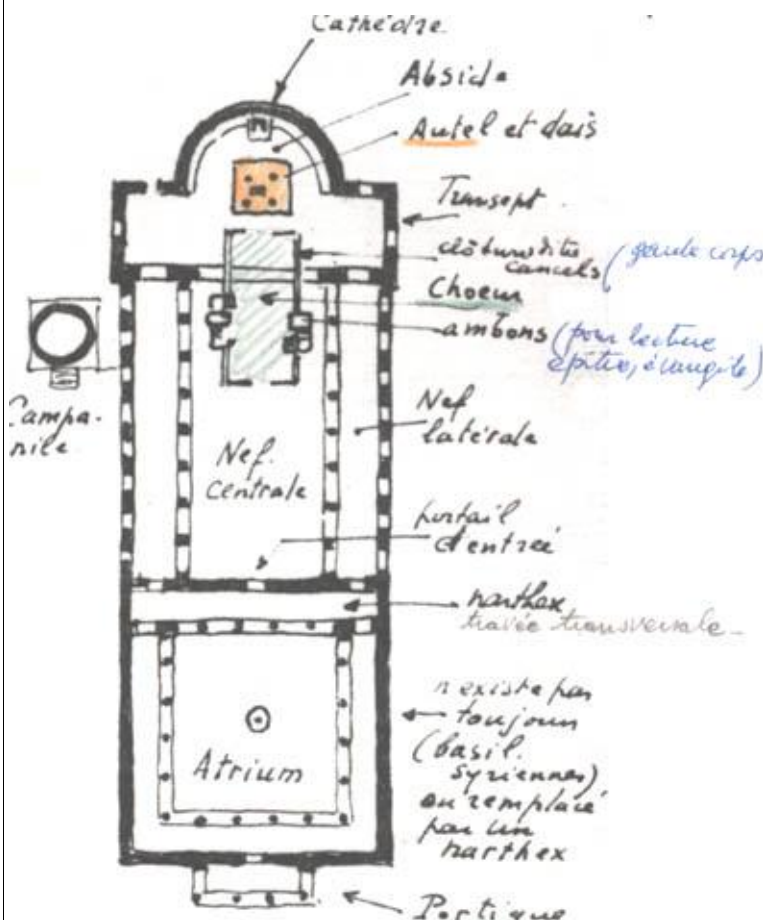 Cathèdre
Abside
Autel et dais
Transept
clôture dite
cancels
Choeur
ambons (pour lecture
épître, évangile)
Campa-
nile
Nef
latérale
Nef
centrale
portail
d'entrée
narthex
travée transversale
n'existe pas
toujours
(basil.
syriennes)
ou remplacé
par un
narthex
Atrium
Portique